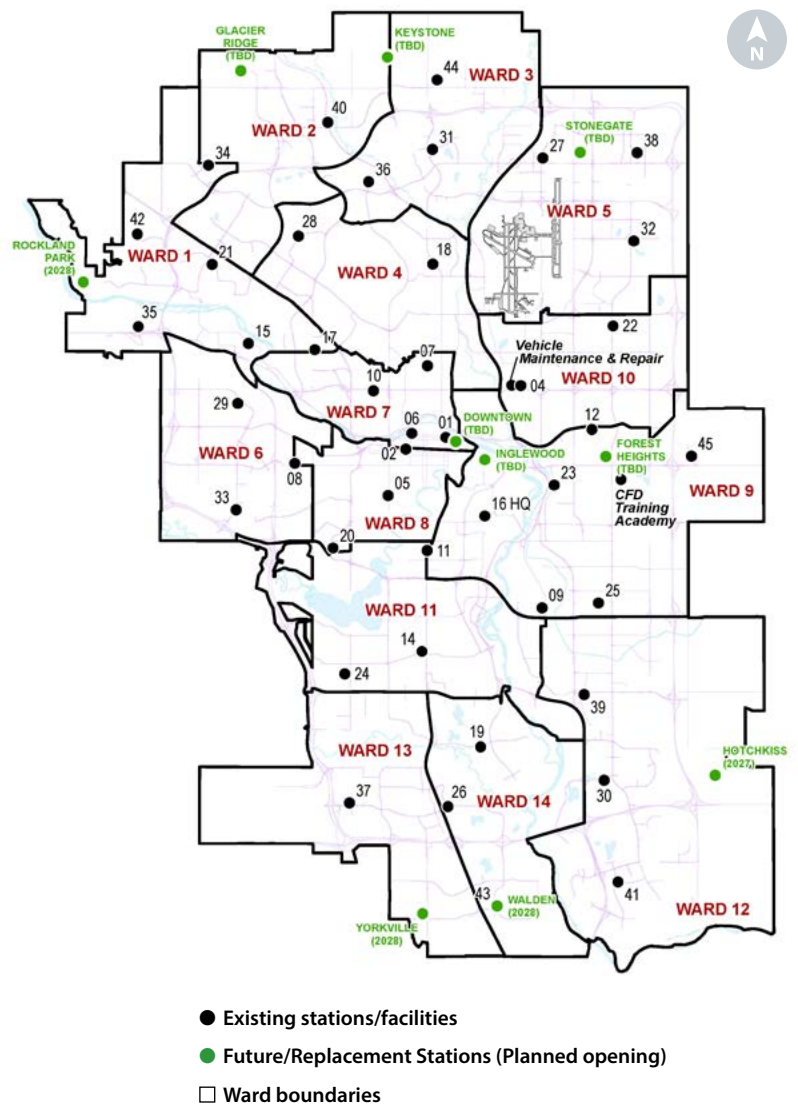 N
GLACIER
RIDGE
(TBD)
KEYSTONE
(TBD)
44
WARD 3
40
WARD 2
STONEGATE
(TBD)
31
27
38
34
36
WARD 5
42
28
32
ROCKLAND
PARK
(2028)
WARD 1
21
WARD 4
18
35
22
15
17
Vehicle
Maintenance & Repair
07
10
04
WARD 10
29
WARD 7
06
01
DOWNTOWN
(TBD)
12
WARD 6
02
INGLEWOOD
(TBD)
FOREST
HEIGHTS
(TBD)
45
08
23
05
CFD
Training
Academy
WARD 9
33
16 HQ
WARD 8
20
11
09
25
WARD 11
14
24
39
19
WARD 13
HOTCHKISS
(2027)
37
26
WARD 14
30
43
WALDEN
(2028)
41
WARD 12
YORKVILLE
(2028)
Existing stations/facilities
Future/Replacement Stations (Planned opening)
Ward boundaries